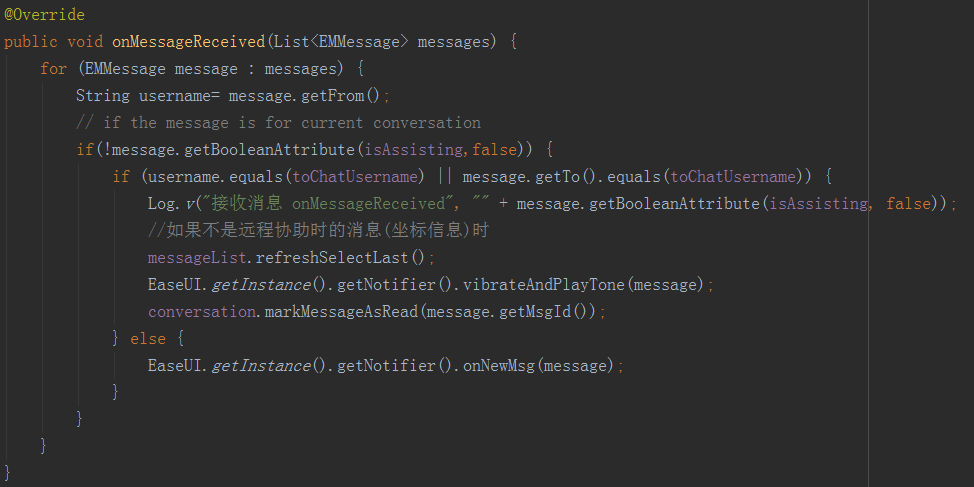 @Override
public void onMessageReceived(List<EMMessage> messages) {
for (EMMessage message : messages) {
String username= message.getFrom();
// if the message is for current conversation
if(!message.getBooleanAttribute(isAssisting,false)) {
if (username.equals(toChatUsername) || message.getTo().equals(toChatUsername)) {
Log.v("接收消息 onMessageReceived", "" + message.getBooleanAttribute(isAssisting, false));
//如果不是远程协助时的消息(坐标信息)时
messageList.refreshSelectLast();
EaseUI.getInstance().getNotifier().vibrateAndPlayTone(message);
conversation.markMessageAsRead(message.getMsgId());
} else {
EaseUI.getInstance().getNotifier().onNewMsg(message);
}
}
}
}